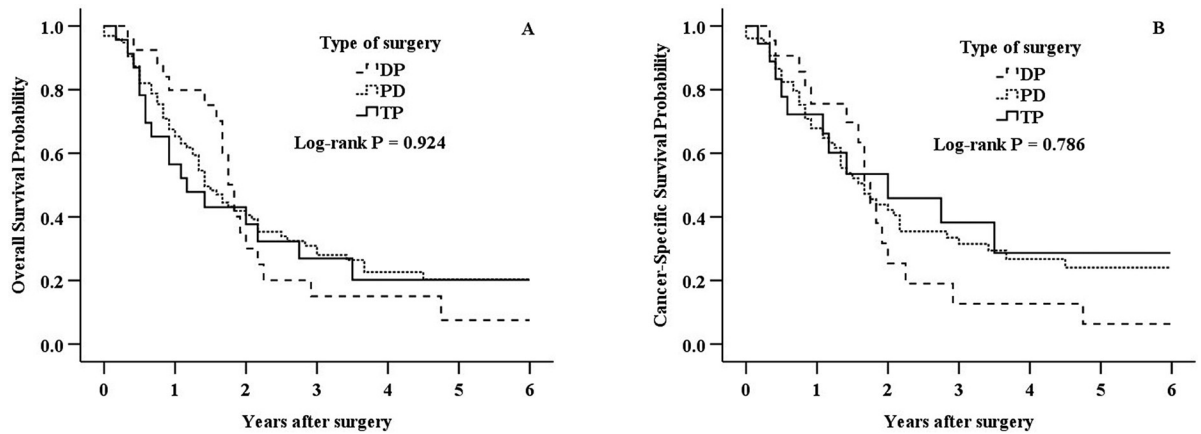 A
Type of surgery
DP
PD
TP
Log-rank P = 0.924
Overall Survival Probability
1.0
0.8
0.6
0.4
0.2
0.0
0 1 2 3 4 5 6
Years after surgery
B
Type of surgery
DP
PD
TP
Log-rank P = 0.786
Cancer-Specific Survival Probability
1.0
0.8
0.6
0.4
0.2
0.0
0 1 2 3 4 5 6
Years after surgery